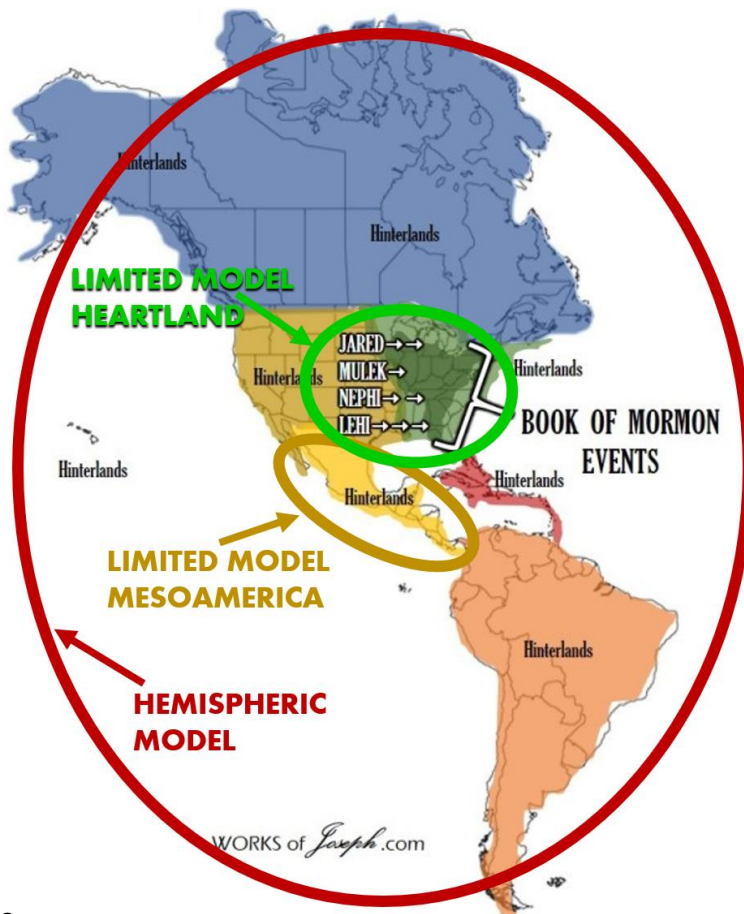 Hinterlands
Hinterlands
LIMITED MODEL
HEARTLAND
JARED→→
MULEK→
NEPHI→ →
LEHI→→→
Hinterlands
Hinterlands
BOOK OF MORMON
EVENTS
Hinterlands
Hinterlands
Hinterlands
LIMITED MODEL
MESOAMERICA
Hinterlands
HEMISPHERIC
MODEL
WORKS of Joseph.com